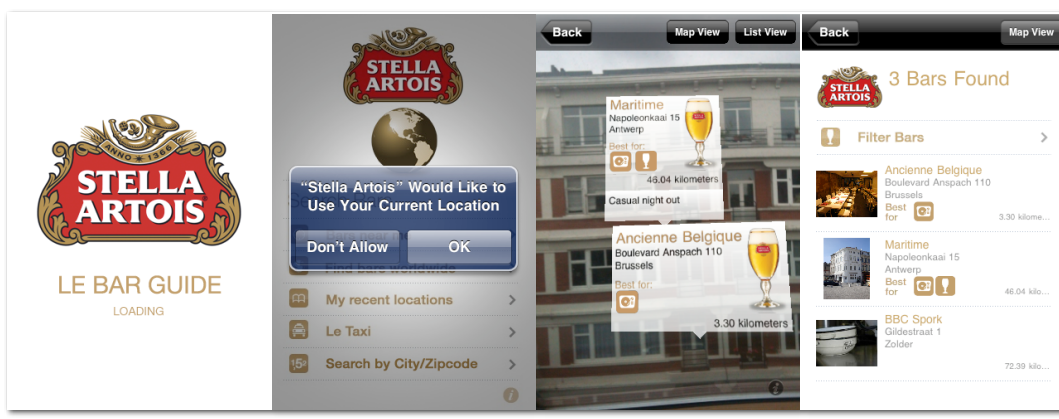 ANNO • 1366
STELLA
ARTOIS
LE BAR GUIDE
LOADING
STELLA
ARTOIS
"Stella Artois" Would Like to
Use Your Current Location
Don't Allow
OK
Find bars worldwide
My recent locations
Le Taxi
Search by City/Zipcode
i
Back
Map View
List View
Maritime
Napoleonkaai 15
Antwerp
Best for:
46.04 kilometers
Casual night out
Ancienne Belgique
Boulevard Anspach 110
Brussels
Best for:
3.30 kilometers
i
Back
Map View
STELLA
ARTOIS
3 Bars Found
Filter Bars
Ancienne Belgique
Boulevard Anspach 110
Brussels
Best
for
3.30 kilome...
Maritime
Napoleonkaai 15
Antwerp
Best
for
46.04 kilo...
BBC Spork
Gildestraat 1
Zolder
72.39 kilo...